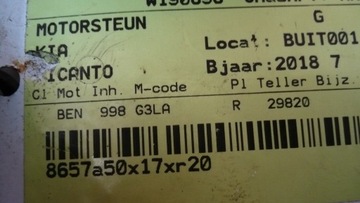 MOTORSTEUN G
KIA Locat: BUIT001
ICANTO Bjaar:2018 7
Cl Mot Inh. M-code Pl Teller Bijz.
BEN 998 G3LA R 29820
8657a50x17xr20